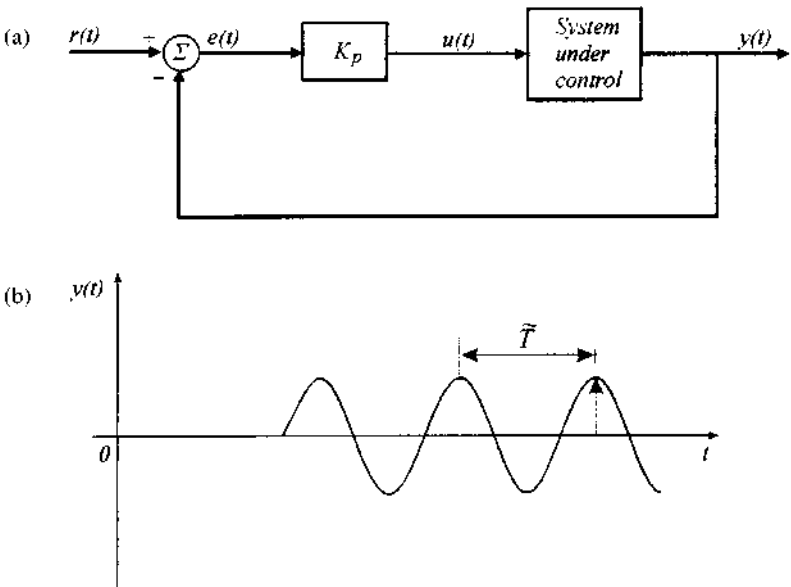 (a)
r(t)
+
Σ
−
e(t)
K_p
u(t)
System
under
control
y(t)
(b)
y(t)
T̃
0
t